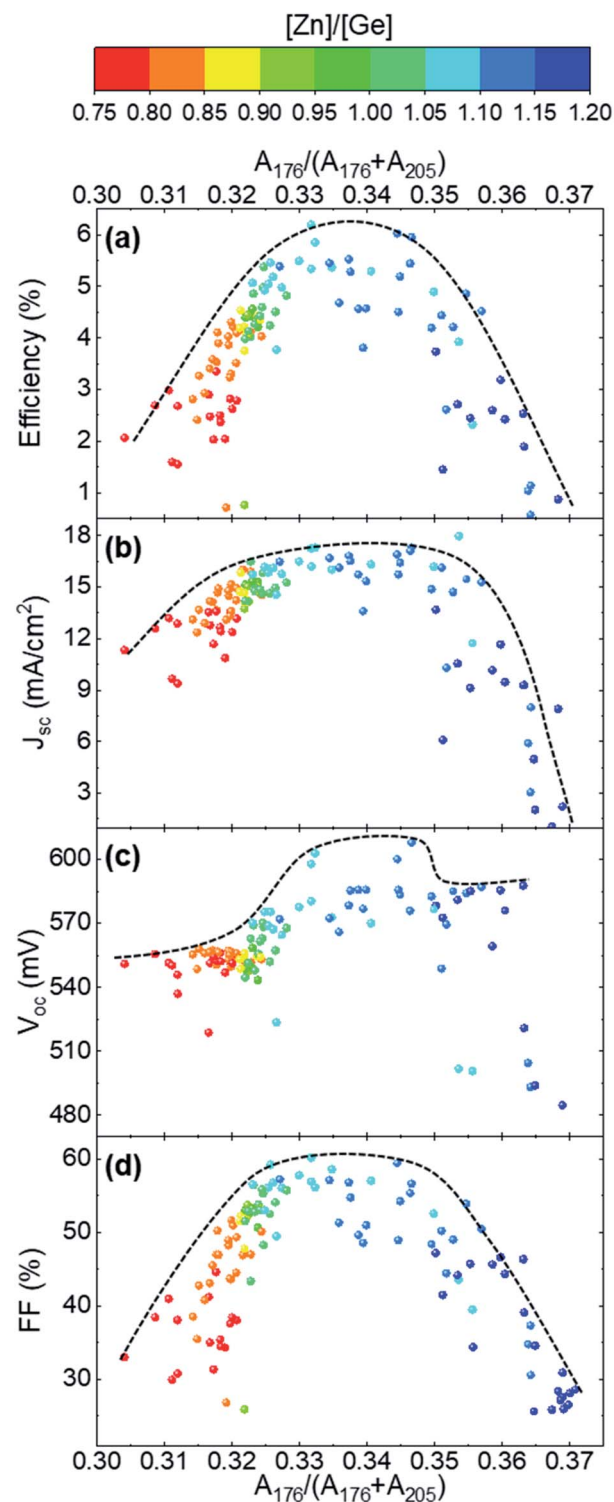 [Zn]/[Ge]
0.75 0.80 0.85 0.90 0.95 1.00 1.05 1.10 1.15 1.20
A176/(A176+A205)
0.30 0.31 0.32 0.33 0.34 0.35 0.36 0.37
(a)
Efficiency (%)
6
5
4
3
2
1
(b)
Jsc (mA/cm²)
18
15
12
9
6
3
(c)
Voc (mV)
600
570
540
510
480
(d)
FF (%)
60
50
40
30
0.30 0.31 0.32 0.33 0.34 0.35 0.36 0.37
A176/(A176+A205)